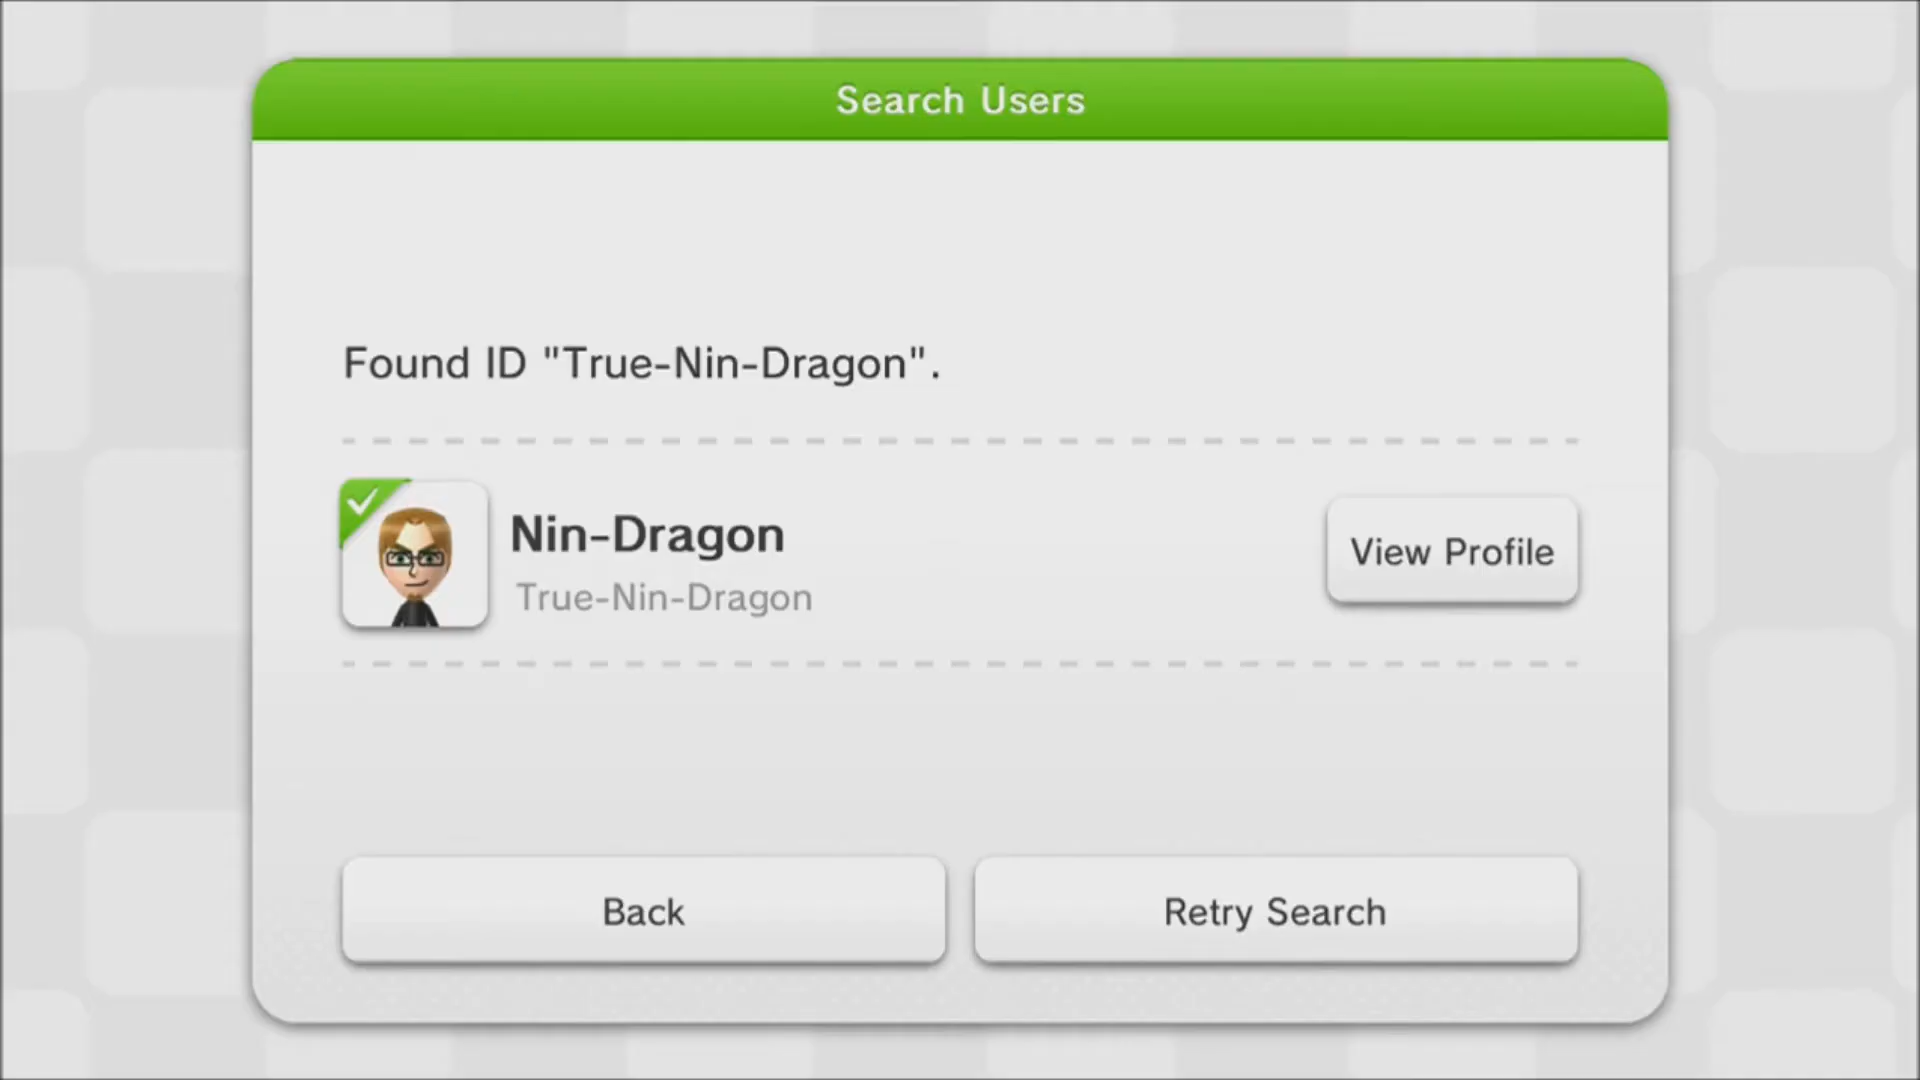 Search Users
Found ID "True-Nin-Dragon".
Nin-Dragon
True-Nin-Dragon
View Profile
Back
Retry Search